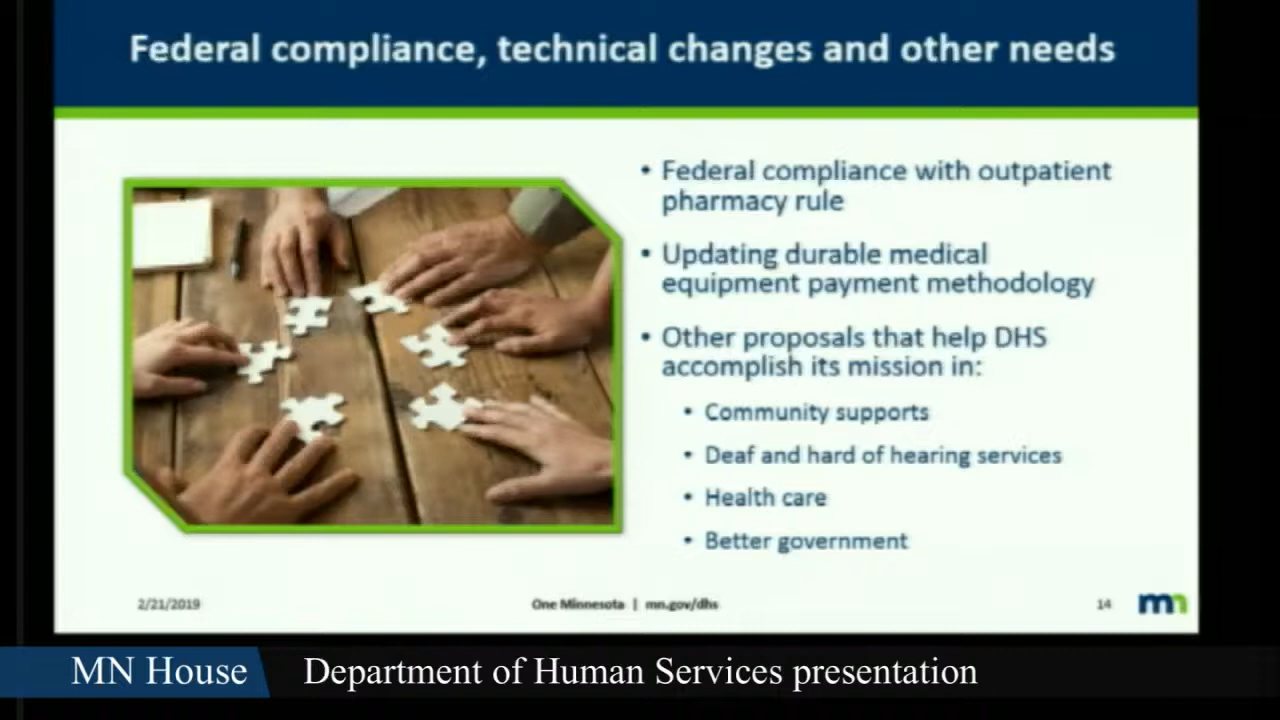 Federal compliance, technical changes and other needs
• Federal compliance with outpatient
pharmacy rule
• Updating durable medical
equipment payment methodology
• Other proposals that help DHS
accomplish its mission in:
• Community supports
• Deaf and hard of hearing services
• Health care
• Better government
2/21/2019
One Minnesota | mn.gov/dhs
14
mn
MN House
Department of Human Services presentation